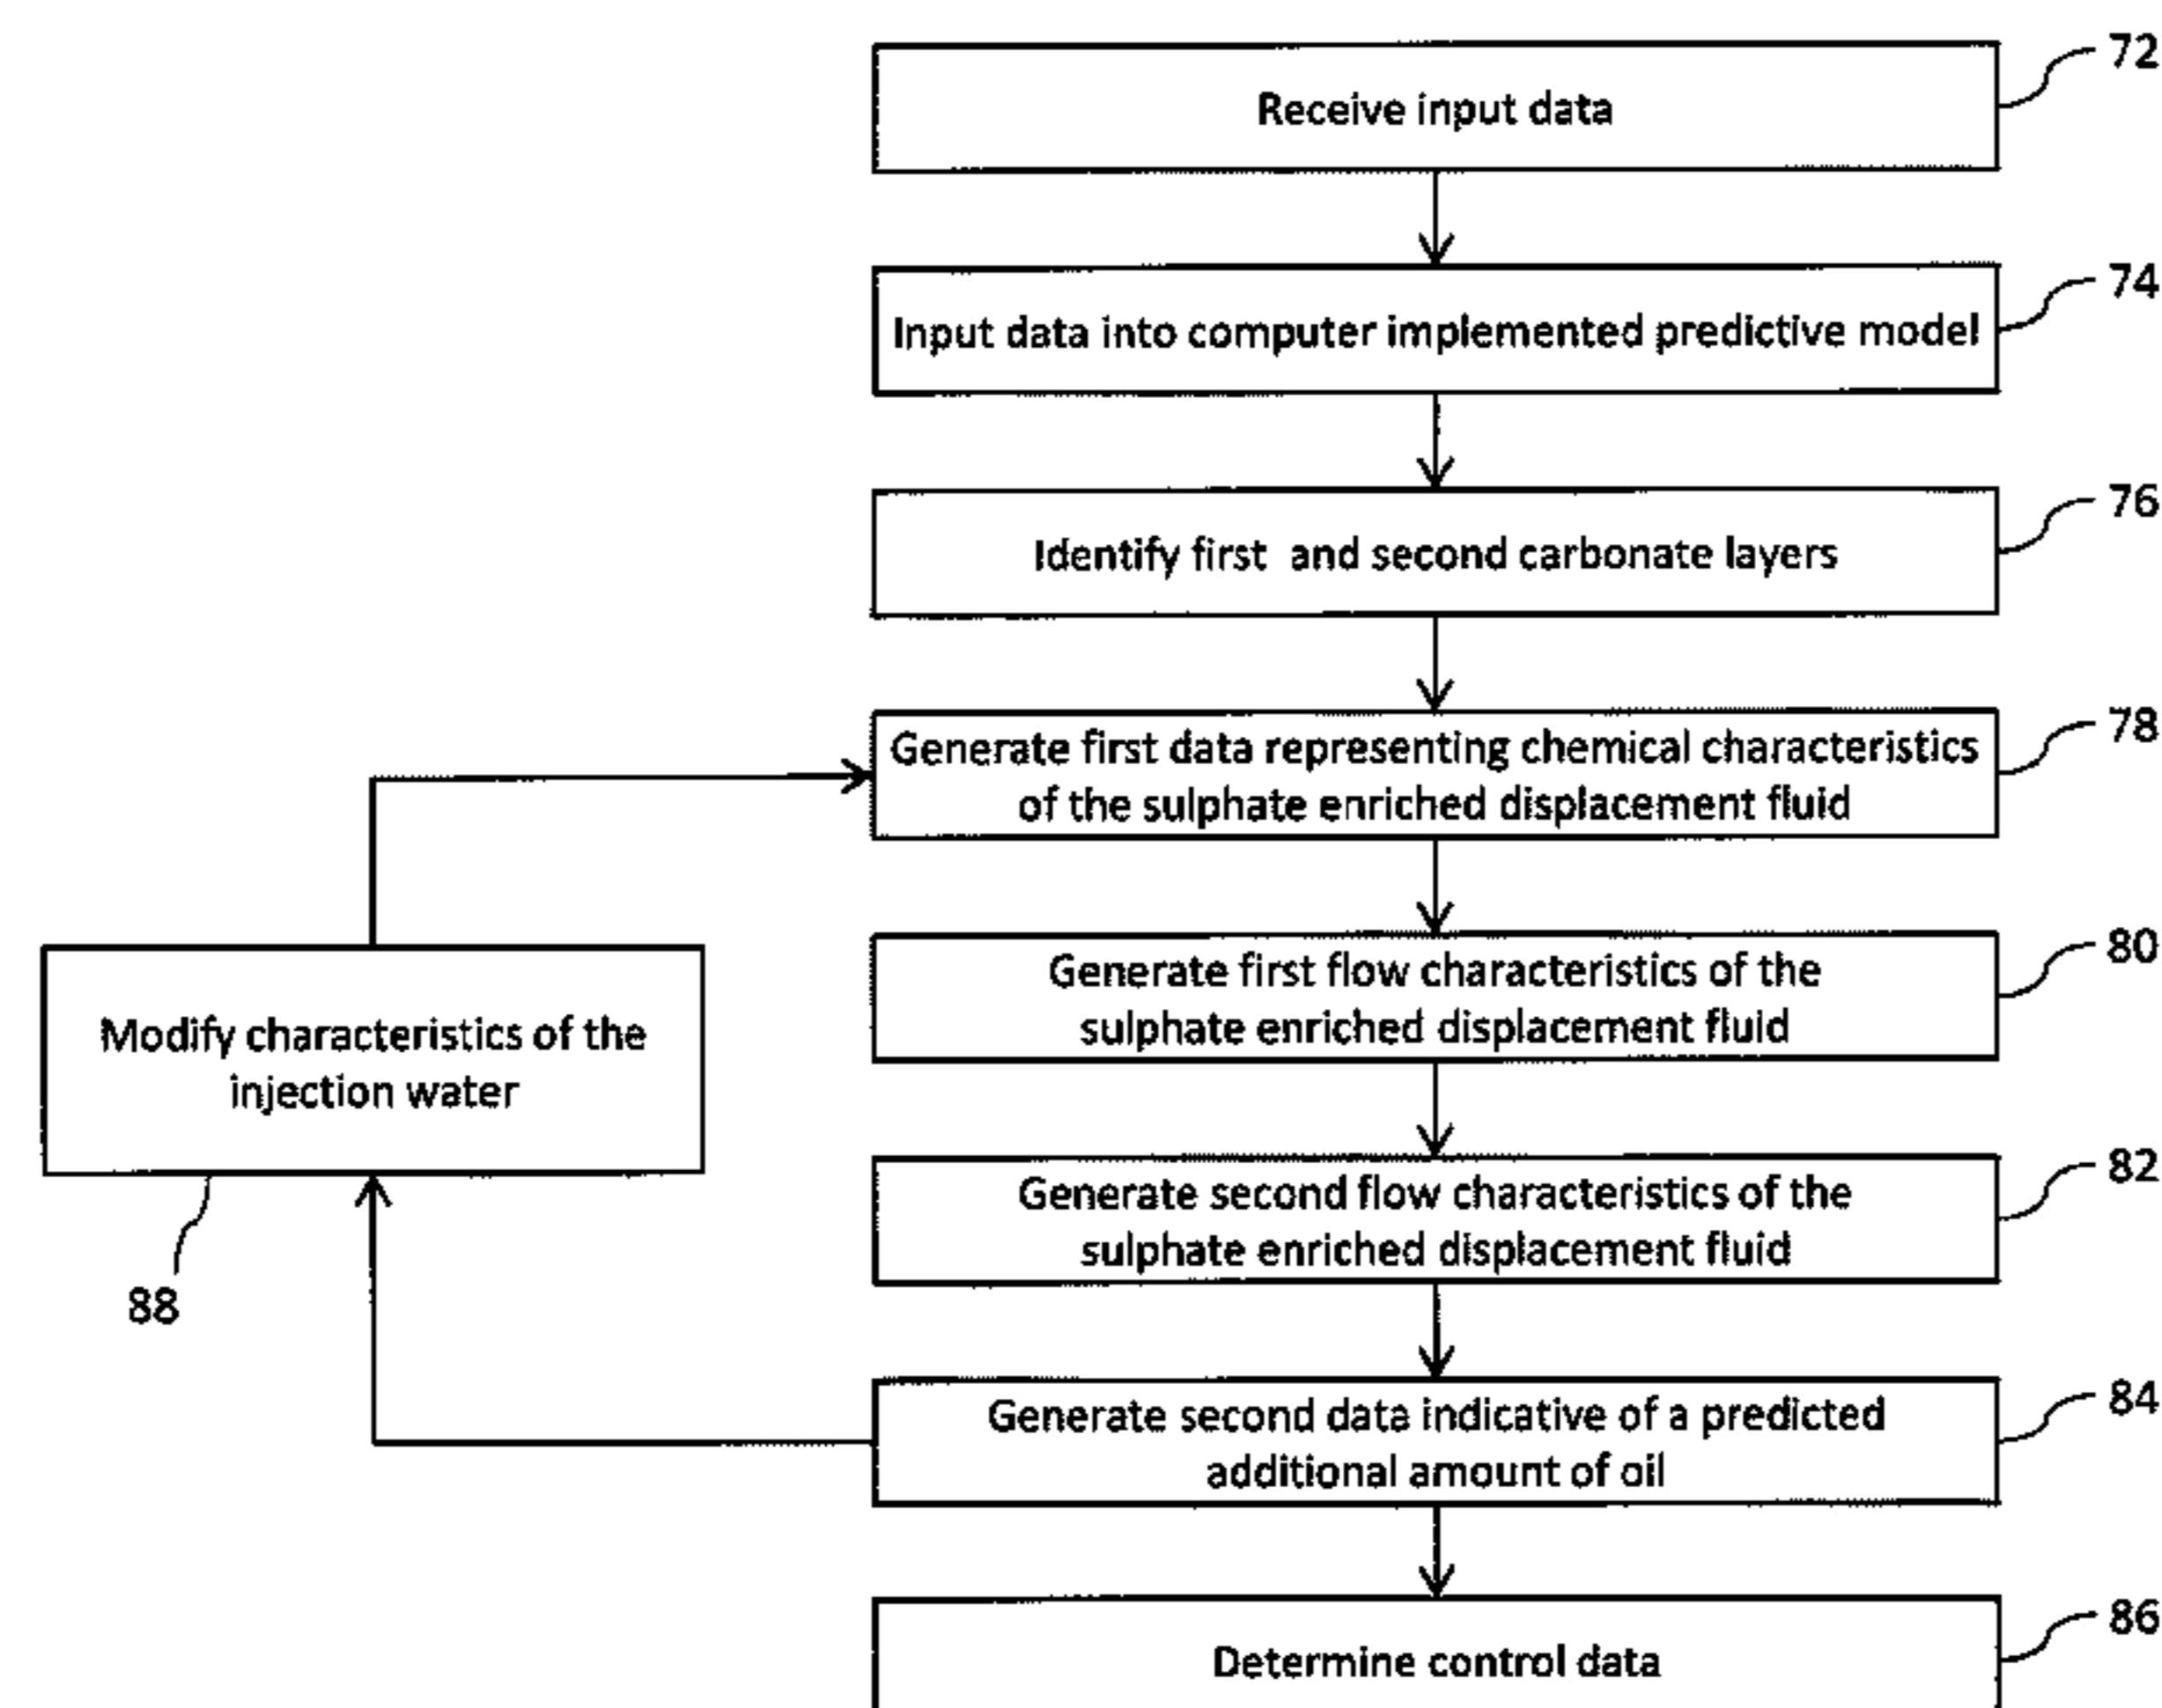 72
Receive input data
74
Input data into computer implemented predictive model
76
Identify first and second carbonate layers
78
Generate first data representing chemical characteristics
of the sulphate enriched displacement fluid
80
Generate first flow characteristics of the
sulphate enriched displacement fluid
Modify characteristics of the
injection water
88
82
Generate second flow characteristics of the
sulphate enriched displacement fluid
84
Generate second data indicative of a predicted
additional amount of oil
86
Determine control data